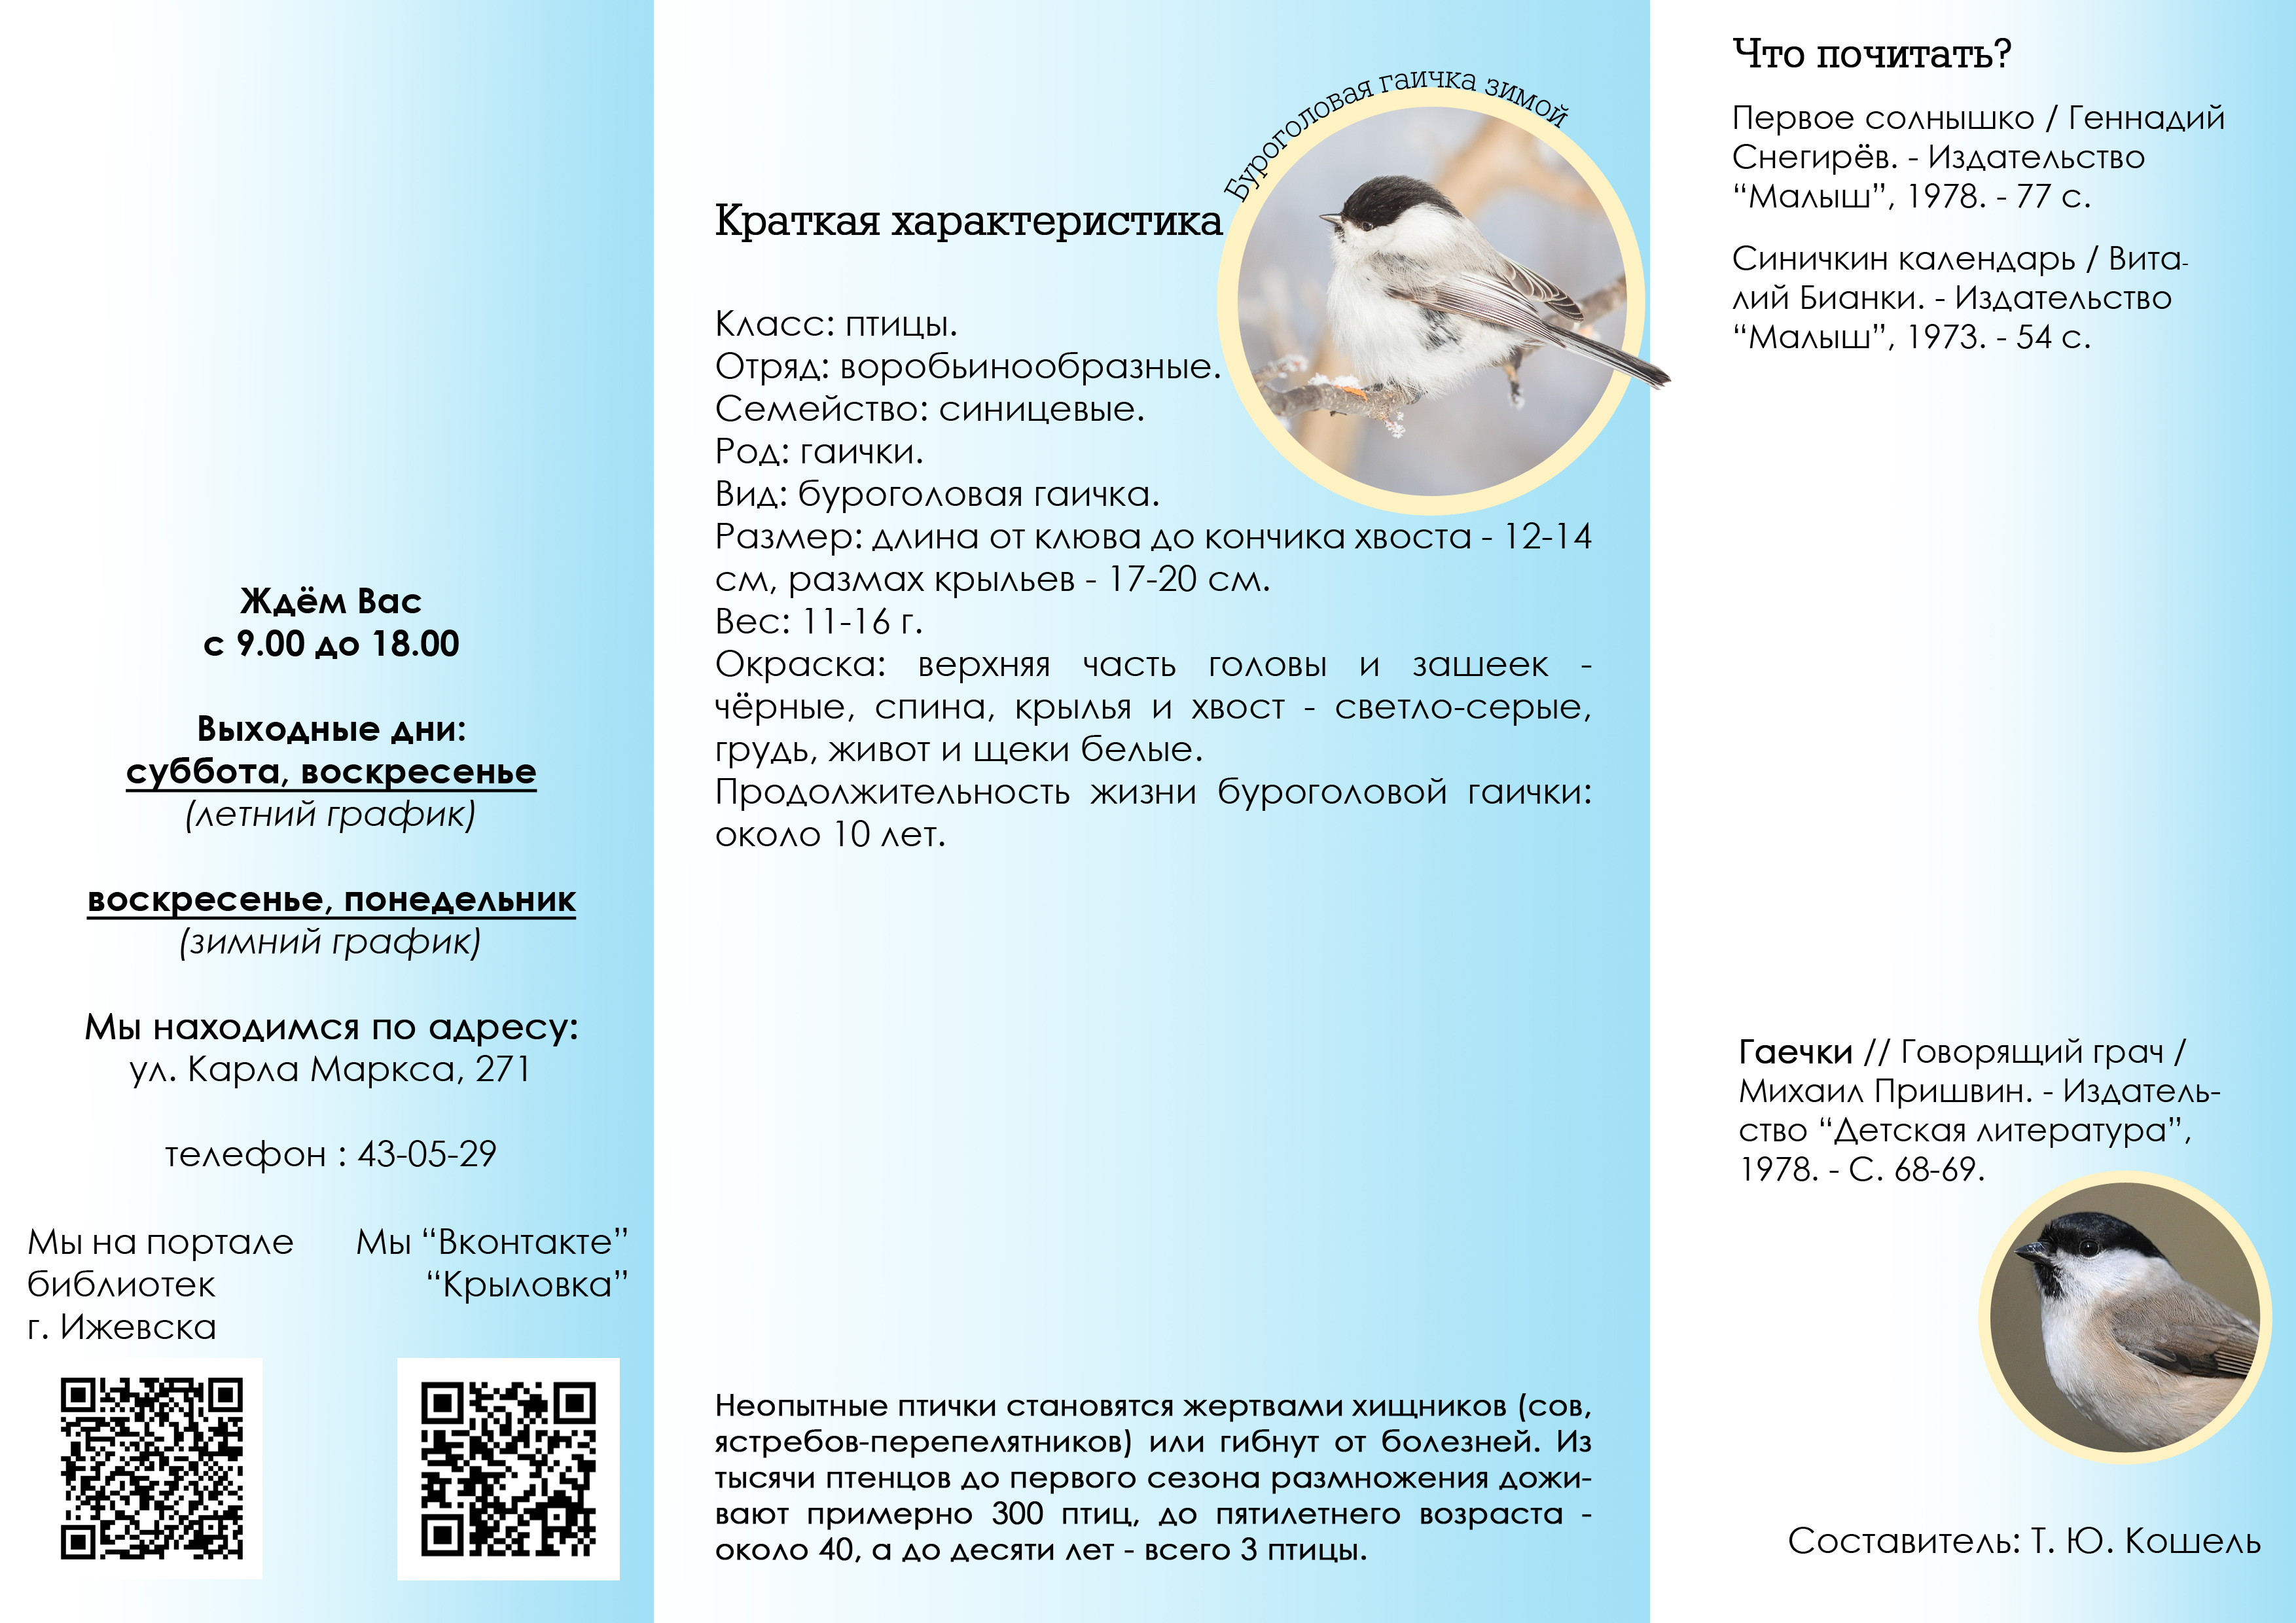 Ждём Вас
с 9.00 до 18.00
Выходные дни:
суббота, воскресенье
(летний график)
воскресенье, понедельник
(зимний график)
Мы находимся по адресу:
ул. Карла Маркса, 271
телефон : 43-05-29
Мы на портале
библиотек
г. Ижевска
Мы “Вконтакте”
“Крыловка”
Буроголовая гаичка зимой
Краткая характеристика
Класс: птицы.
Отряд: воробьинообразные.
Семейство: синицевые.
Род: гаички.
Вид: буроголовая гаичка.
Размер: длина от клюва до кончика хвоста - 12-14
см, размах крыльев - 17-20 см.
Вес: 11-16 г.
Окраска: верхняя часть головы и зашеек -
чёрные, спина, крылья и хвост - светло-серые,
грудь, живот и щеки белые.
Продолжительность жизни буроголовой гаички:
около 10 лет.
Неопытные птички становятся жертвами хищников (сов,
ястребов-перепелятников) или гибнут от болезней. Из
тысячи птенцов до первого сезона размножения дожи-
вают примерно 300 птиц, до пятилетнего возраста -
около 40, а до десяти лет - всего 3 птицы.
Что почитать?
Первое солнышко / Геннадий
Снегирёв. - Издательство
“Малыш”, 1978. - 77 с.
Синичкин календарь / Вита-
лий Бианки. - Издательство
“Малыш”, 1973. - 54 с.
Гаечки // Говорящий грач /
Михаил Пришвин. - Издатель-
ство “Детская литература”,
1978. - С. 68-69.
Составитель: Т. Ю. Кошель